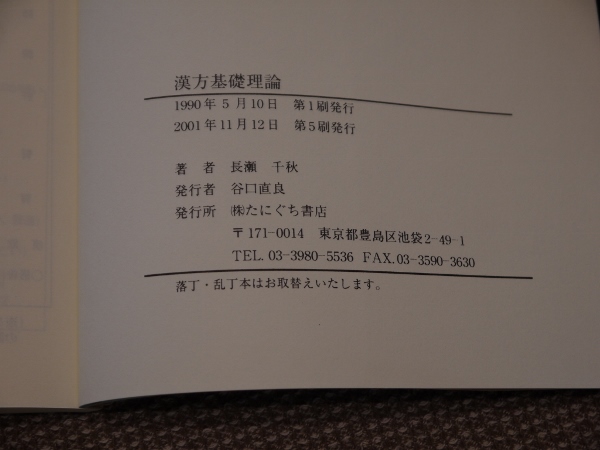 漢方基礎理論
1990年5月10日 第1刷発行
2001年11月12日 第5刷発行
著者 長瀬 千秋
発行者 谷口直良
発行所 ㈱たにぐち書店
〒171-0014 東京都豊島区池袋2-49-1
TEL.03-3980-5536 FAX.03-3590-3630
落丁・乱丁本はお取替えいたします。